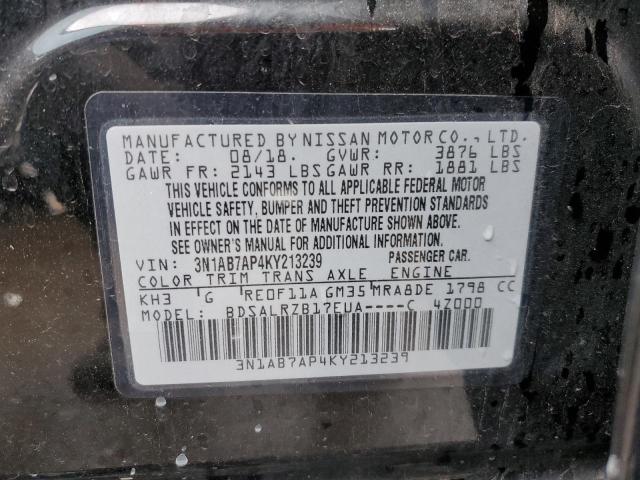 MANUFACTURED BY NISSAN MOTOR CO., LTD.
DATE: 08/18. GVWR: 3876 LBS
GAWR FR: 2143 LBS GAWR RR: 1881 LBS
THIS VEHICLE CONFORMS TO ALL APPLICABLE FEDERAL MOTOR
VEHICLE SAFETY, BUMPER AND THEFT PREVENTION STANDARDS
IN EFFECT ON THE DATE OF MANUFACTURE SHOWN ABOVE.
SEE OWNER'S MANUAL FOR ADDITIONAL INFORMATION
VIN: 3N1AB7AP4KY213239 PASSENGER CAR.
COLOR TRIM TRANS AXLE ENGINE
KH3 G RE0F11A GM35 MRA8DE 1798 CC
MODEL: BDSALRZB17EUA----C 4Z000
3N1AB7AP4KY213239